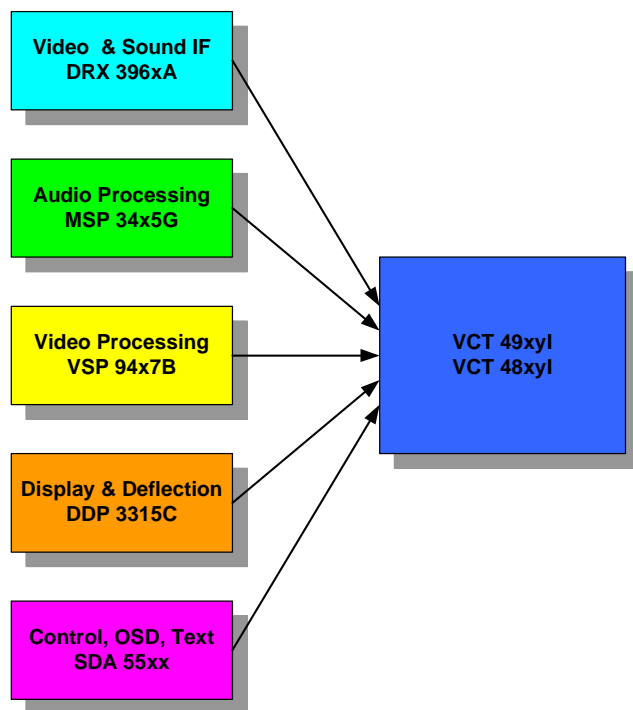 Video & Sound IF
DRX 396xA
Audio Processing
MSP 34x5G
Video Processing
VSP 94x7B
VCT 49xyI
VCT 48xyI
Display & Deflection
DDP 3315C
Control, OSD, Text
SDA 55xx